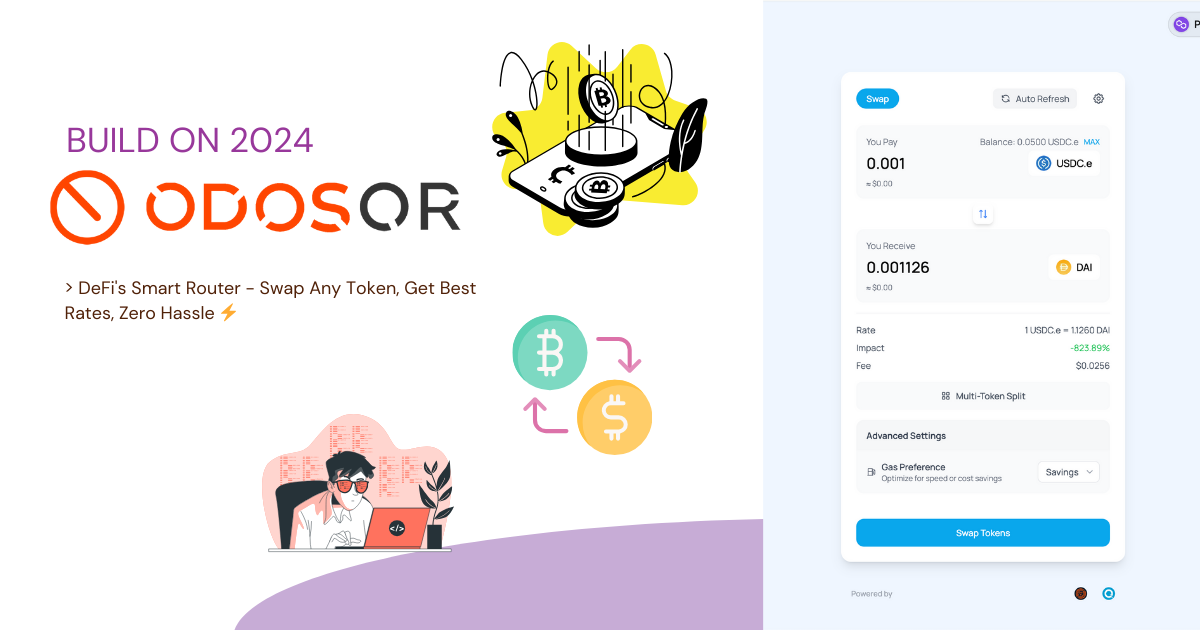 BUILD ON 2024
ODOSOR
> DeFi's Smart Router - Swap Any Token, Get Best
Rates, Zero Hassle ⚡
</>
P
Swap
Auto Refresh
You Pay
Balance: 0.0500 USDC.e MAX
0.001
USDC.e
≈ $0.00
You Receive
0.001126
DAI
≈ $0.00
Rate
1 USDC.e = 1.1260 DAI
Impact
-823.89%
Fee
$0.0256
Multi-Token Split
Advanced Settings
Gas Preference
Optimize for speed or cost savings
Savings
Swap Tokens
Powered by